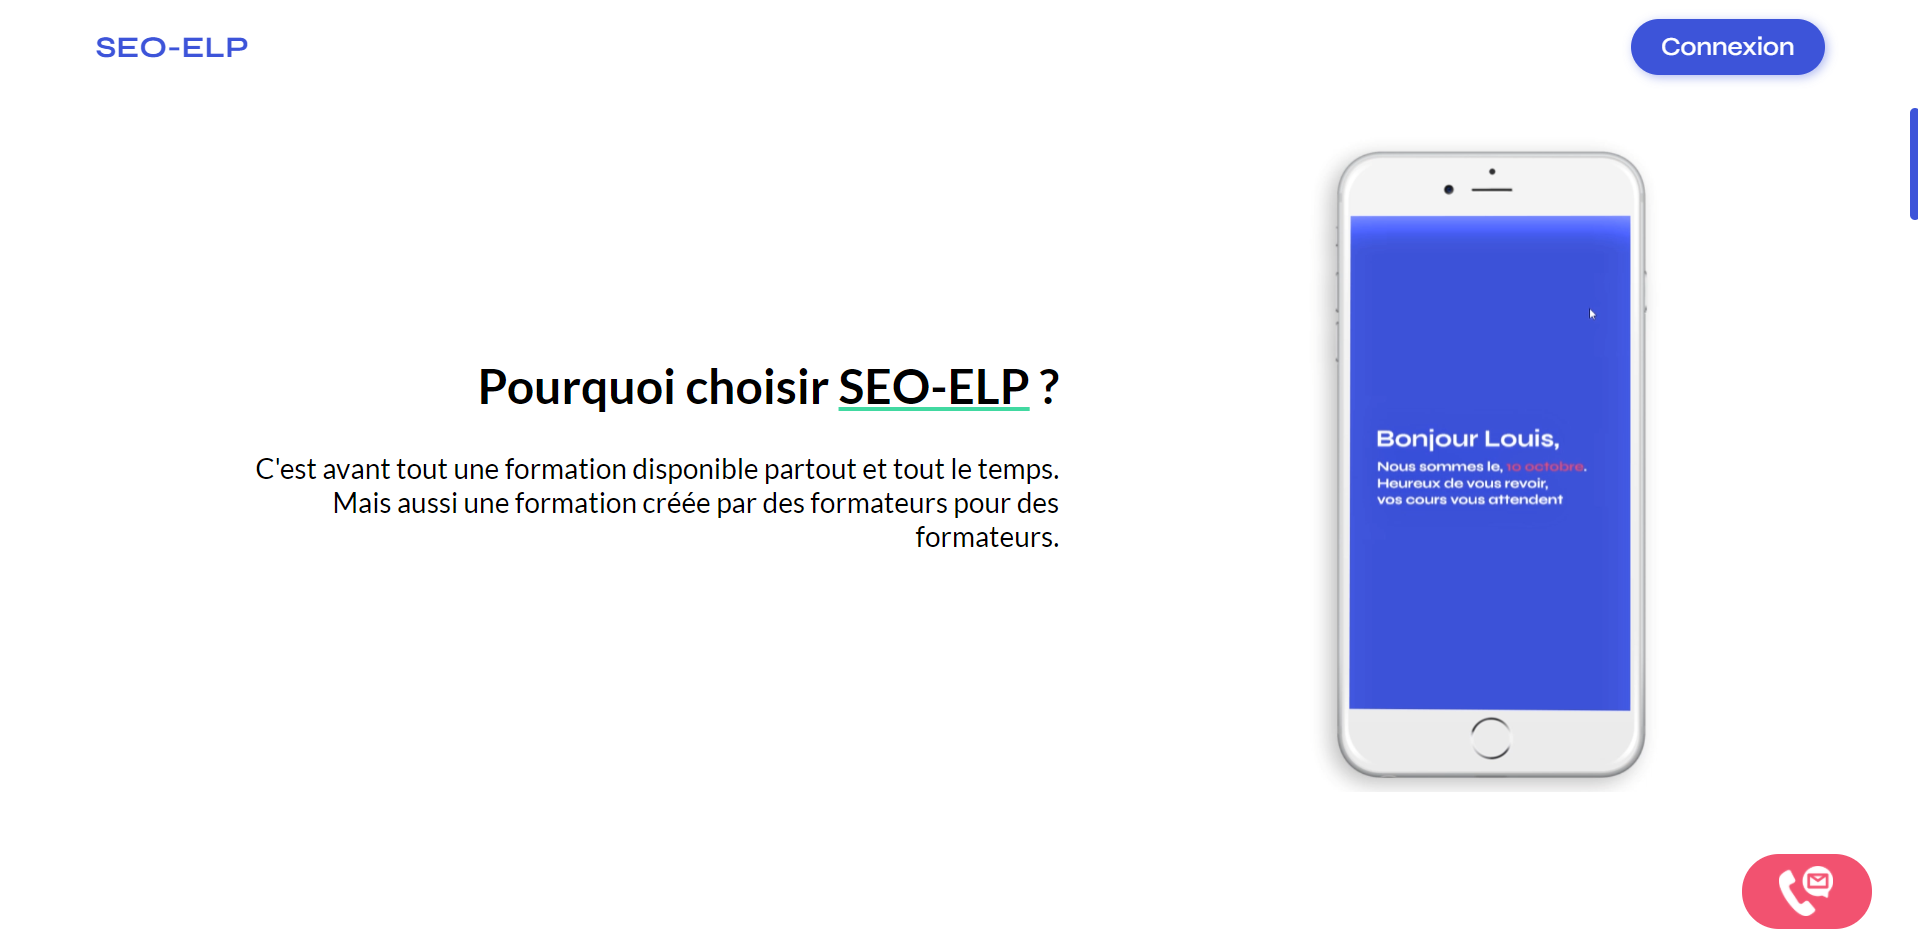 SEO-ELP
Connexion
Pourquoi choisir SEO-ELP ?
C'est avant tout une formation disponible partout et tout le temps.
Mais aussi une formation créée par des formateurs pour des
formateurs.
Bonjour Louis,
Nous sommes le, 10 octobre.
Heureux de vous revoir,
vos cours vous attendent